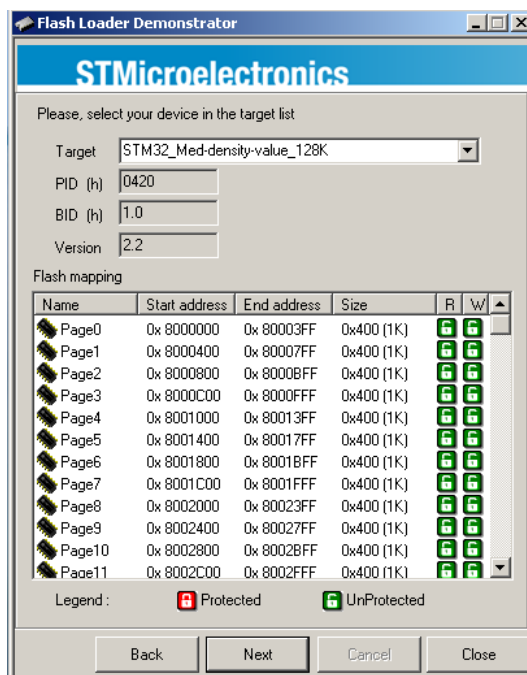 Flash Loader Demonstrator
STMicroelectronics
Please, select your device in the target list
Target STM32_Med-density-value_128K
PID (h) 0420
BID (h) 1.0
Version 2.2
Flash mapping
Name Start address End address Size R W
Page0 0x 8000000 0x 80003FF 0x400 (1K)
Page1 0x 8000400 0x 80007FF 0x400 (1K)
Page2 0x 8000800 0x 8000BFF 0x400 (1K)
Page3 0x 8000C00 0x 8000FFF 0x400 (1K)
Page4 0x 8001000 0x 80013FF 0x400 (1K)
Page5 0x 8001400 0x 80017FF 0x400 (1K)
Page6 0x 8001800 0x 8001BFF 0x400 (1K)
Page7 0x 8001C00 0x 8001FFF 0x400 (1K)
Page8 0x 8002000 0x 80023FF 0x400 (1K)
Page9 0x 8002400 0x 80027FF 0x400 (1K)
Page10 0x 8002800 0x 8002BFF 0x400 (1K)
Page11 0x 8002C00 0x 8002FFF 0x400 (1K)
Legend : Protected UnProtected
Back Next Cancel Close